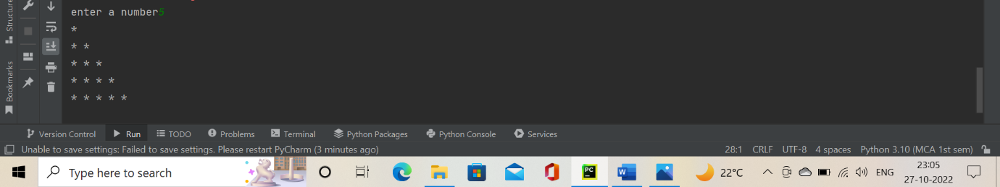 Structure
Bookmarks
enter a number5
*
* *
* * *
* * * *
* * * * *
Version Control Run TODO Problems Terminal Python Packages Python Console Services
Unable to save settings: Failed to save settings. Please restart PyCharm (3 minutes ago) 28:1 CRLF UTF-8 4 spaces Python 3.10 (MCA 1st sem)
Type here to search PC W 22°C ENG 23:05
27-10-2022